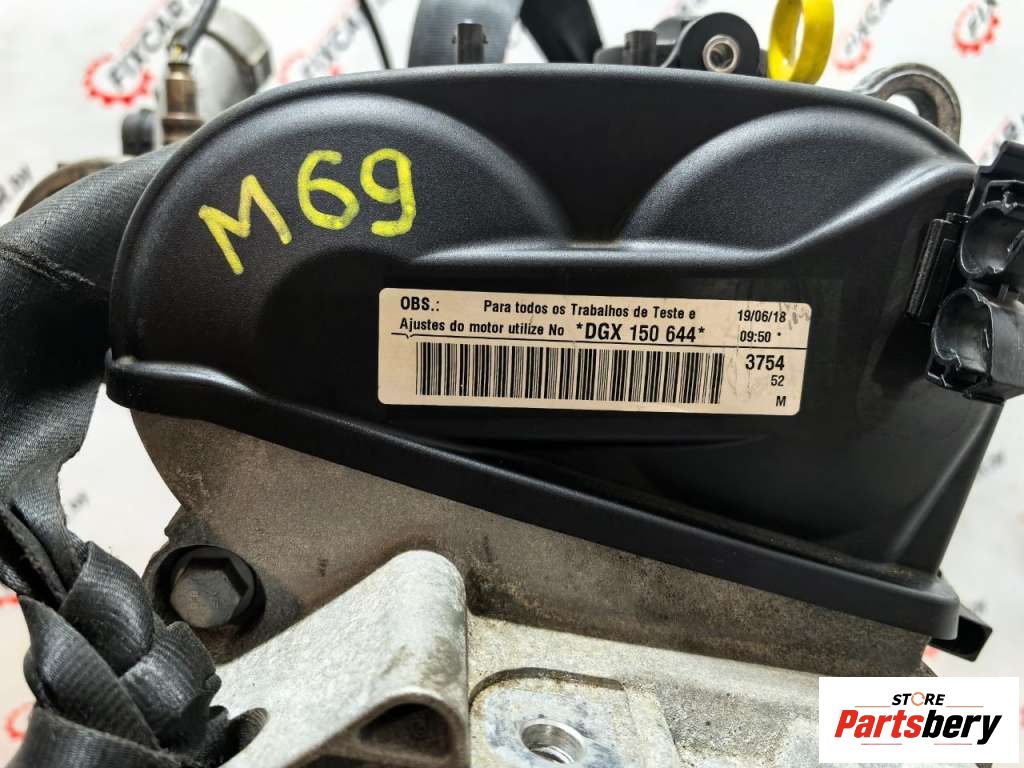 M69
OBS.: Para todos os Trabalhos de Teste e
Ajustes do motor utilize No *DGX 150 644*
19/06/18
09:50 *
3754
52
M
STORE
Partsbery